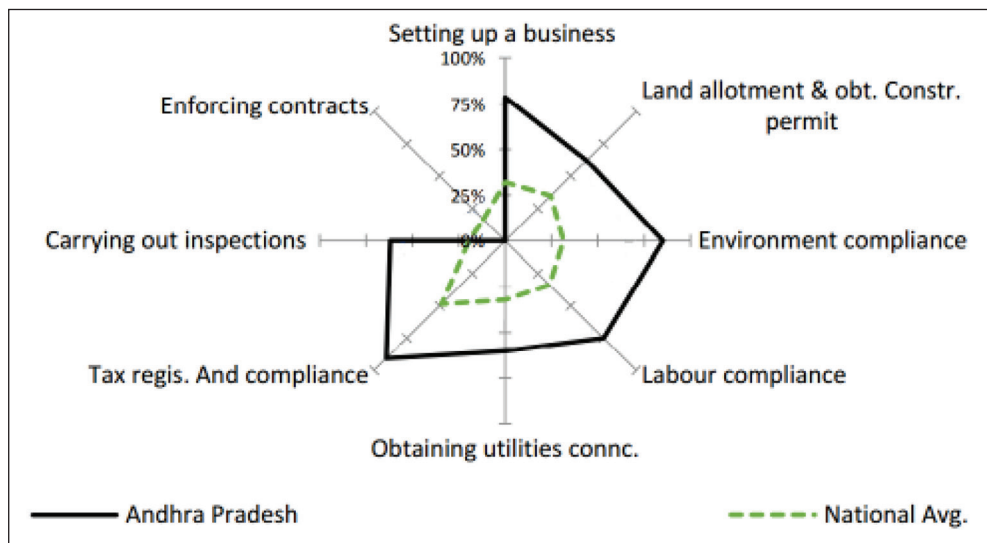 Setting up a business
100%
Enforcing contracts
75%
Land allotment & obt. Constr.
permit
50%
25%
Carrying out inspections
0%
Environment compliance
Tax regis. And compliance
Labour compliance
Obtaining utilities connc.
Andhra Pradesh
National Avg.